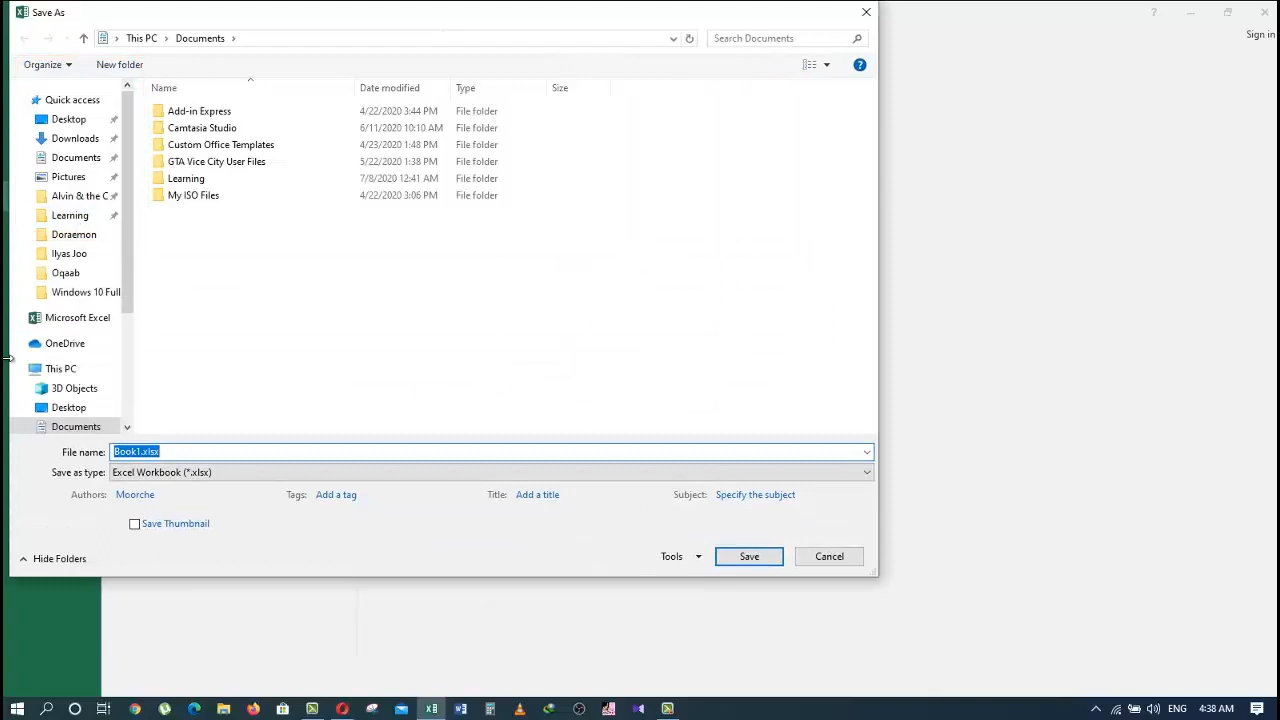 Save As
Sign in
This PC > Documents >
Search Documents
Organize
New folder
Name
Date modified
Type
Size
Add-in Express 4/22/2020 3:44 PM File folder
Camtasia Studio 6/11/2020 10:10 AM File folder
Custom Office Templates 4/23/2020 1:48 PM File folder
GTA Vice City User Files 5/22/2020 1:38 PM File folder
Learning 7/8/2020 12:41 AM File folder
My ISO Files 4/22/2020 3:06 PM File folder
Quick access
Desktop
Downloads
Documents
Pictures
Alvin & the C
Learning
Doraemon
Ilyas Joo
Oqaab
Windows 10 Full
Microsoft Excel
OneDrive
This PC
3D Objects
Desktop
Documents
File name: Book1.xlsx
Save as type: Excel Workbook (*.xlsx)
Authors: Moorche
Tags: Add a tag
Title: Add a title
Subject: Specify the subject
Save Thumbnail
Hide Folders
Tools
Save
Cancel
4:38 AM